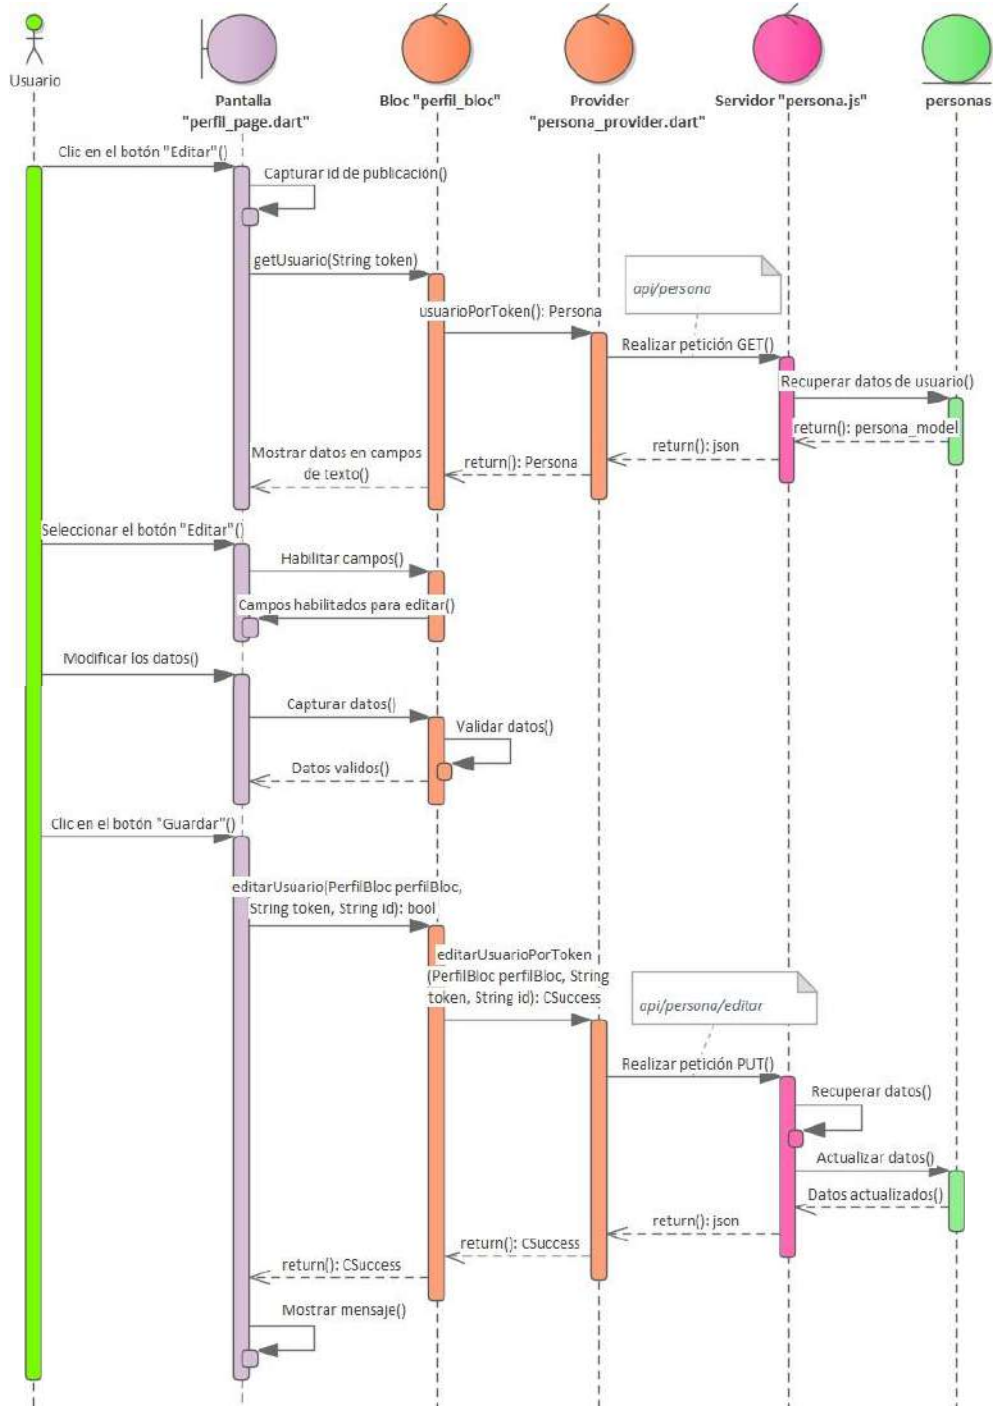 Usuario
Pantalla
"perfil_page.dart"
Bloc "perfil_bloc"
Provider
"persona_provider.dart"
Servidor "persona.js"
personas
Clic en el botón "Editar"()
Capturar id de publicación()
getUsuario(String token)
api/persona
usuarioPorToken(): Persona
Realizar petición GET()
Recuperar datos de usuario()
return(): persona_model
return(): json
Mostrar datos en campos
de texto()
return(): Persona
Seleccionar el botón "Editar"()
Habilitar campos()
Campos habilitados para editar()
Modificar los datos()
Capturar datos()
Validar datos()
Datos validos()
Clic en el botón "Guardar"()
editarUsuario(PerfilBloc perfilBloc,
String token, String id): bool
editarUsuarioPorToken
(PerfilBloc perfilBloc, String
token, String id): CSuccess
api/persona/editar
Realizar petición PUT()
Recuperar datos()
Actualizar datos()
Datos actualizados()
return(): json
return(): CSuccess
return(): CSuccess
Mostrar mensaje()